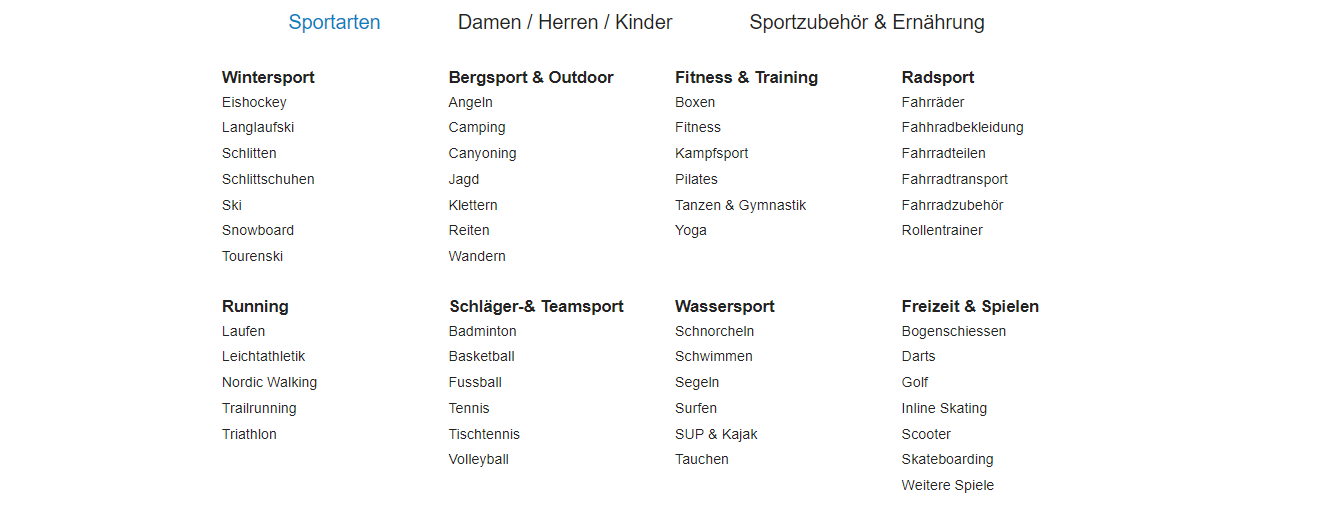 Sportarten
Damen / Herren / Kinder
Sportzubehör & Ernährung
Wintersport
Eishockey
Langlaufski
Schlitten
Schlittschuhen
Ski
Snowboard
Tourenski
Bergsport & Outdoor
Angeln
Camping
Canyoning
Jagd
Klettern
Reiten
Wandern
Fitness & Training
Boxen
Fitness
Kampfsport
Pilates
Tanzen & Gymnastik
Yoga
Radsport
Fahrräder
Fahhradbekleidung
Fahrradteilen
Fahrradtransport
Fahrradzubehör
Rollentrainer
Running
Laufen
Leichtathletik
Nordic Walking
Trailrunning
Triathlon
Schläger-& Teamsport
Badminton
Basketball
Fussball
Tennis
Tischtennis
Volleyball
Wassersport
Schnorcheln
Schwimmen
Segeln
Surfen
SUP & Kajak
Tauchen
Freizeit & Spielen
Bogenschiessen
Darts
Golf
Inline Skating
Scooter
Skateboarding
Weitere Spiele